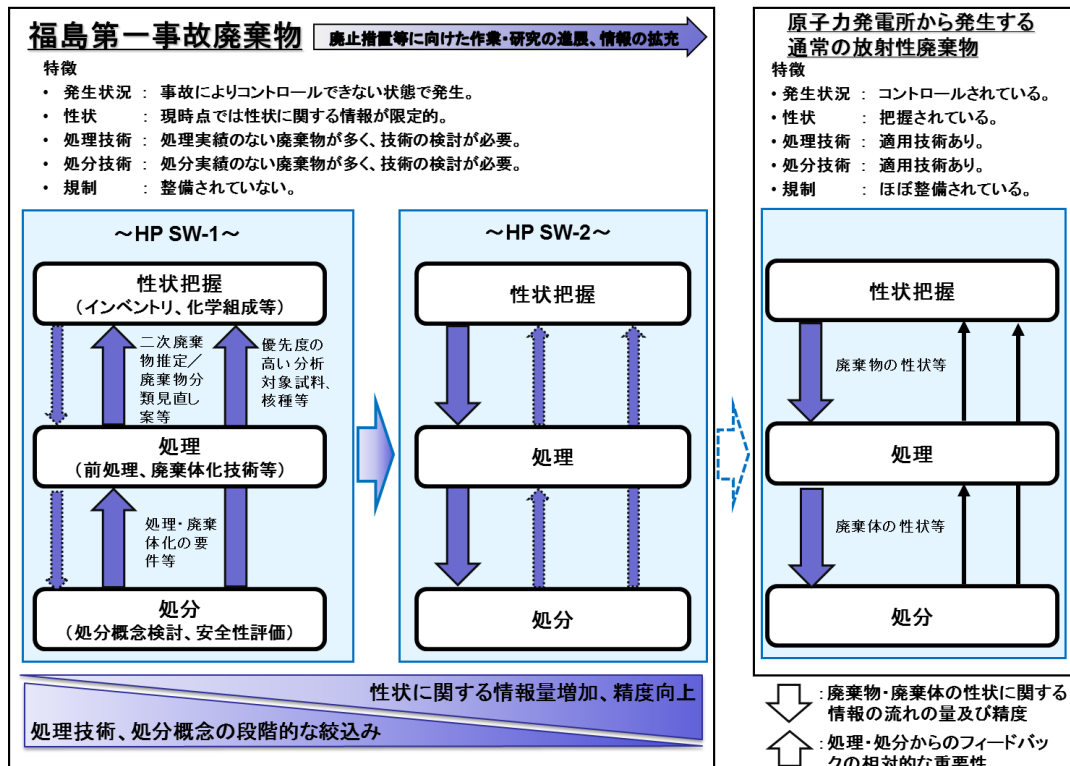 福島第一事故廃棄物
廃止措置等に向けた作業・研究の進展、情報の拡充
特徴
・ 発生状況 ： 事故によりコントロールできない状態で発生。
・ 性状 ： 現時点では性状に関する情報が限定的。
・ 処理技術 ： 処理実績のない廃棄物が多く、技術の検討が必要。
・ 処分技術 ： 処分実績のない廃棄物が多く、技術の検討が必要。
・ 規制 ： 整備されていない。
～HP SW-1～
性状把握
（インベントリ、化学組成等）
二次廃棄
物推定／
廃棄物分
類見直し
案等
優先度の
高い分析
対象試料、
核種等
処理
（前処理、廃棄体化技術等）
処理・廃棄
体化の要
件等
処分
（処分概念検討、安全性評価）
～HP SW-2～
性状把握
処理
処分
性状に関する情報量増加、精度向上
処理技術、処分概念の段階的な絞込み
原子力発電所から発生する
通常の放射性廃棄物
特徴
・発生状況 ： コントロールされている。
・性状 ： 把握されている。
・処理技術 ： 適用技術あり。
・処分技術 ： 適用技術あり。
・規制 ： ほぼ整備されている。
性状把握
廃棄物の性状等
処理
廃棄体の性状等
処分
：廃棄物・廃棄体の性状に関する
情報の流れの量及び精度
：処理・処分からのフィードバッ
クの相対的な重要性